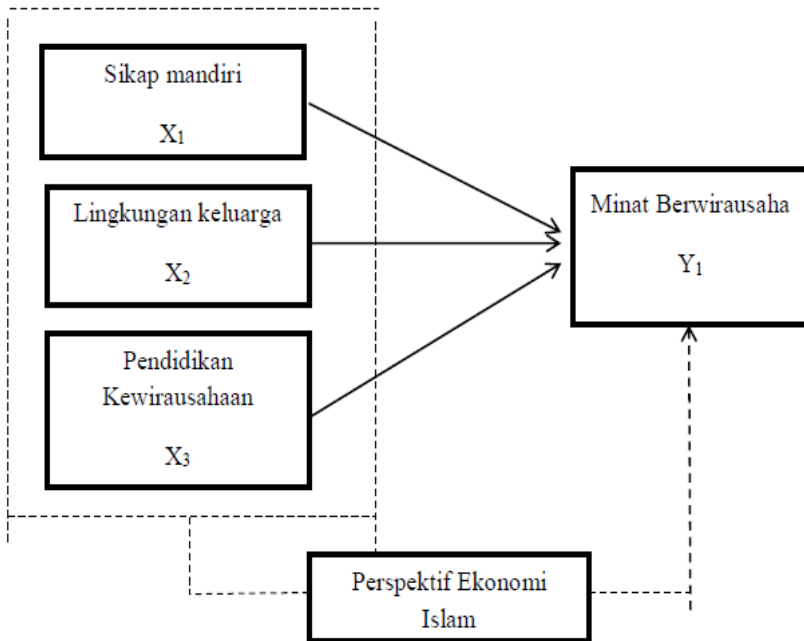 Sikap mandiri
X₁
Lingkungan keluarga
X₂
Pendidikan
Kewirausahaan
X₃
Minat Berwirausaha
Y₁
Perspektif Ekonomi
Islam